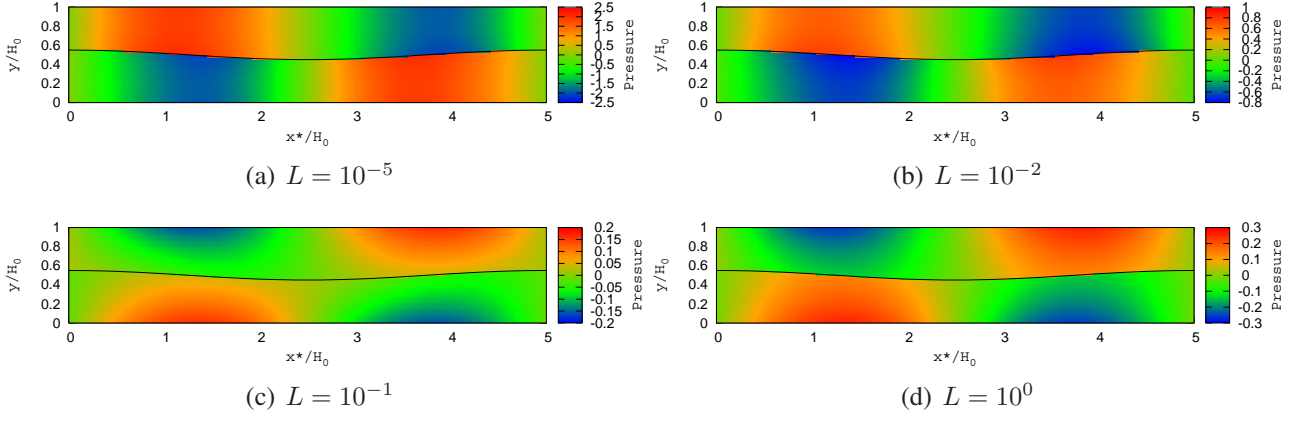 y/H₀
1
0.8
0.6
0.4
0.2
0
0 1 2 3 4 5
x*/H₀
2.5
1.5
0.5
-0.5
-1.5
-2.5
Pressure
(a) L = 10⁻⁵
y/H₀
1
0.8
0.6
0.4
0.2
0
0 1 2 3 4 5
x*/H₀
1
0.8
0.6
0.4
0.2
0
-0.2
-0.4
-0.6
-0.8
Pressure
(b) L = 10⁻²
y/H₀
1
0.8
0.6
0.4
0.2
0
0 1 2 3 4 5
x*/H₀
0.2
0.15
0.1
0.05
0
-0.05
-0.1
-0.15
-0.2
Pressure
(c) L = 10⁻¹
y/H₀
1
0.8
0.6
0.4
0.2
0
0 1 2 3 4 5
x*/H₀
0.3
0.2
0.1
0
-0.1
-0.2
-0.3
Pressure
(d) L = 10⁰